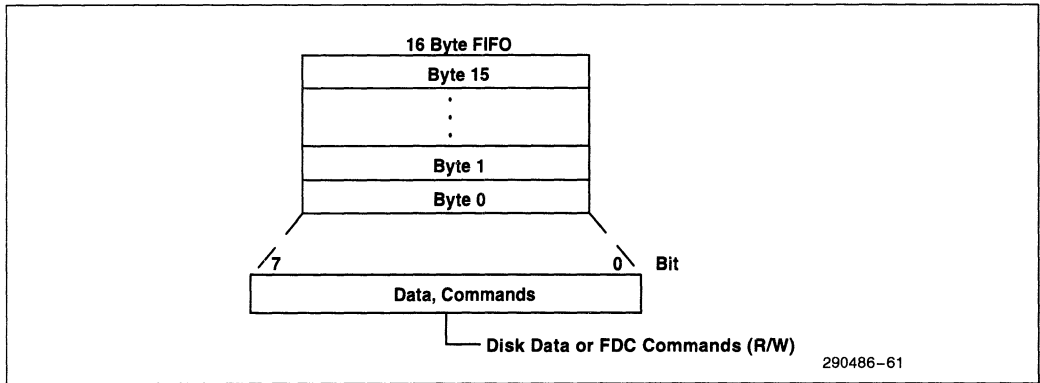 16 Byte FIFO
Byte 15
.
.
.
Byte 1
Byte 0
7 0 Bit
Data, Commands
Disk Data or FDC Commands (R/W)
290486-61